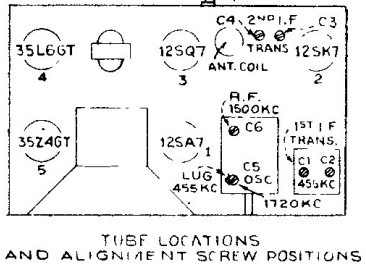 C4 2ND I.F C3
TRANS.
35L6GT
4
12SQ7
3
ANT. COIL
12SK7
2
R.F.
1500KC
C6
35Z4GT
5
12SA7
1
LUG
455KC
C5
OSC
1720KC
1ST I F
TRANS.
C1 C2
455KC
TUBE LOCATIONS
AND ALIGNMENT SCREW POSITIONS